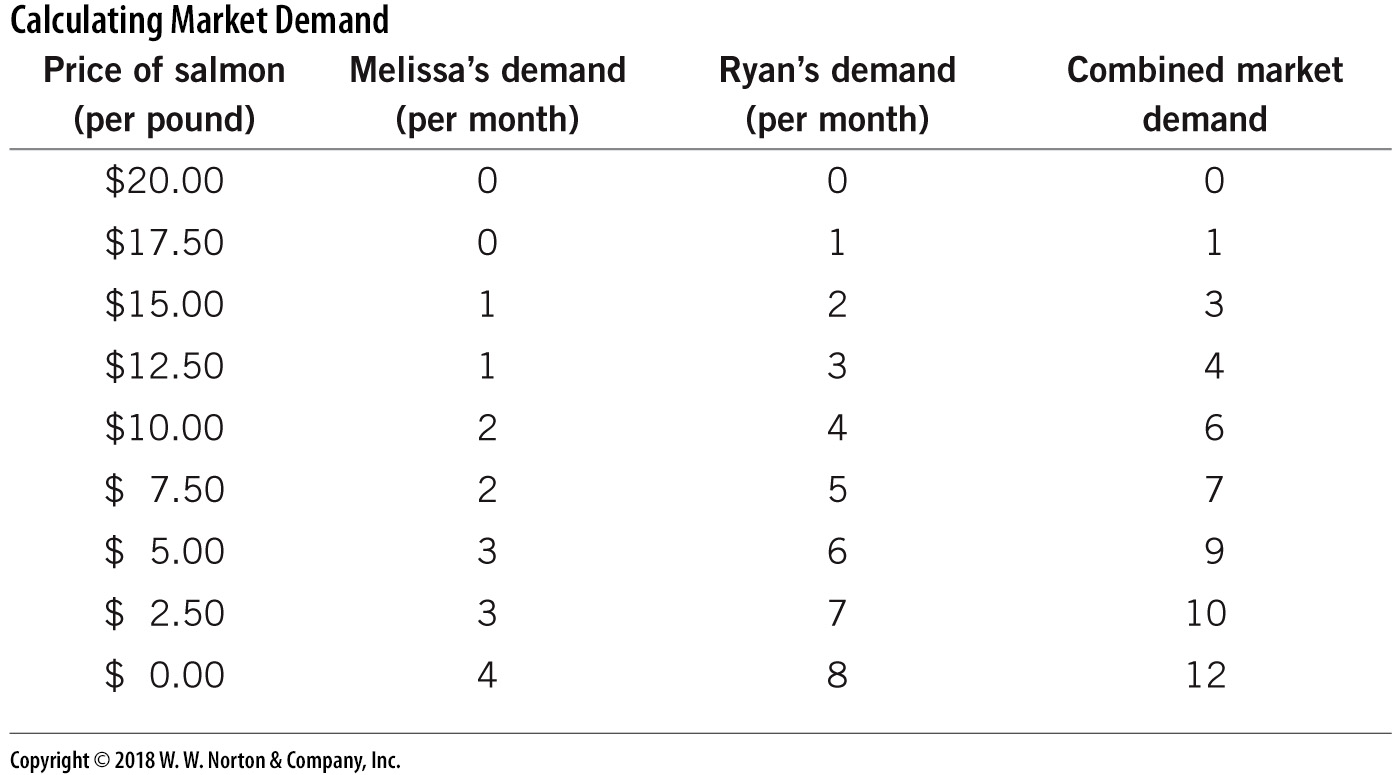 Calculating Market Demand
Price of salmon Melissa’s demand Ryan’s demand Combined market
(per pound) (per month) (per month) demand
$20.00 0 0 0
$17.50 0 1 1
$15.00 1 2 3
$12.50 1 3 4
$10.00 2 4 6
$ 7.50 2 5 7
$ 5.00 3 6 9
$ 2.50 3 7 10
$ 0.00 4 8 12
Copyright © 2018 W. W. Norton & Company, Inc.